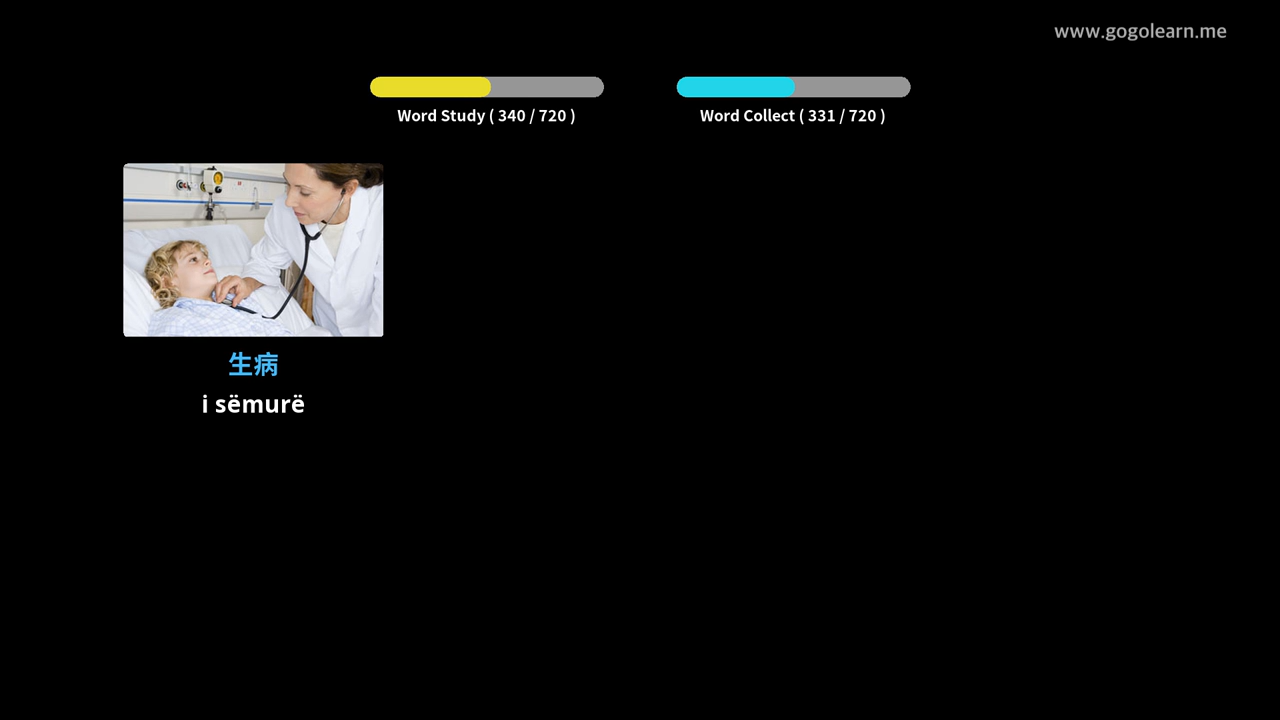 www.gogolearn.me
Word Study ( 340 / 720 )
Word Collect ( 331 / 720 )
生病
i sëmurë